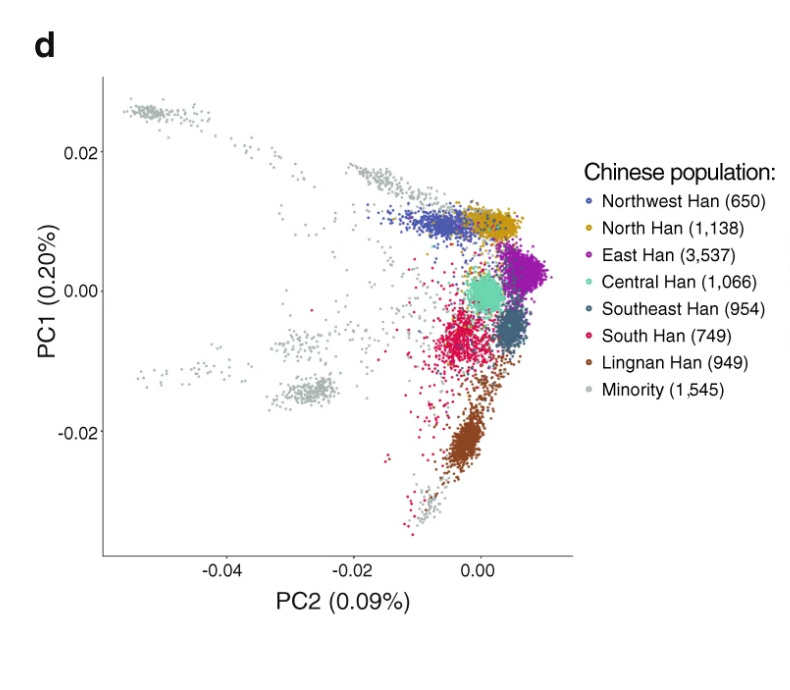 d
PC1 (0.20%)
0.02
0.00
-0.02
-0.04
-0.02
0.00
PC2 (0.09%)
Chinese population:
Northwest Han (650)
North Han (1,138)
East Han (3,537)
Central Han (1,066)
Southeast Han (954)
South Han (749)
Lingnan Han (949)
Minority (1,545)